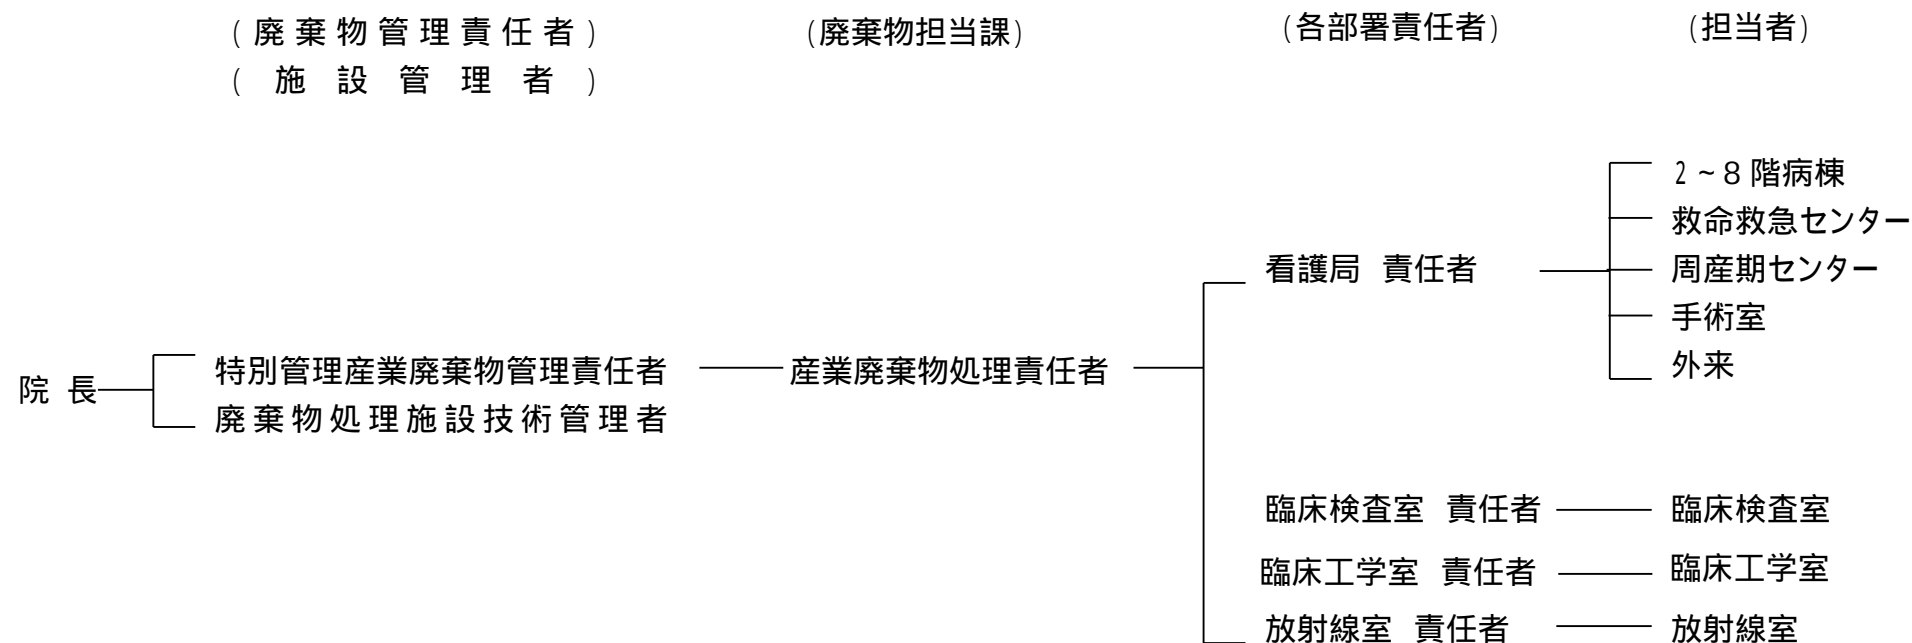 (廃棄物管理責任者)
(施設管理者)
(廃棄物担当課)
(各部署責任者)
(担当者)
院 長
特別管理産業廃棄物管理責任者
廃棄物処理施設技術管理者
産業廃棄物処理責任者
看護局 責任者
2~8階病棟
救命救急センター
周産期センター
手術室
外来
臨床検査室 責任者
臨床検査室
臨床工学室 責任者
臨床工学室
放射線室 責任者
放射線室